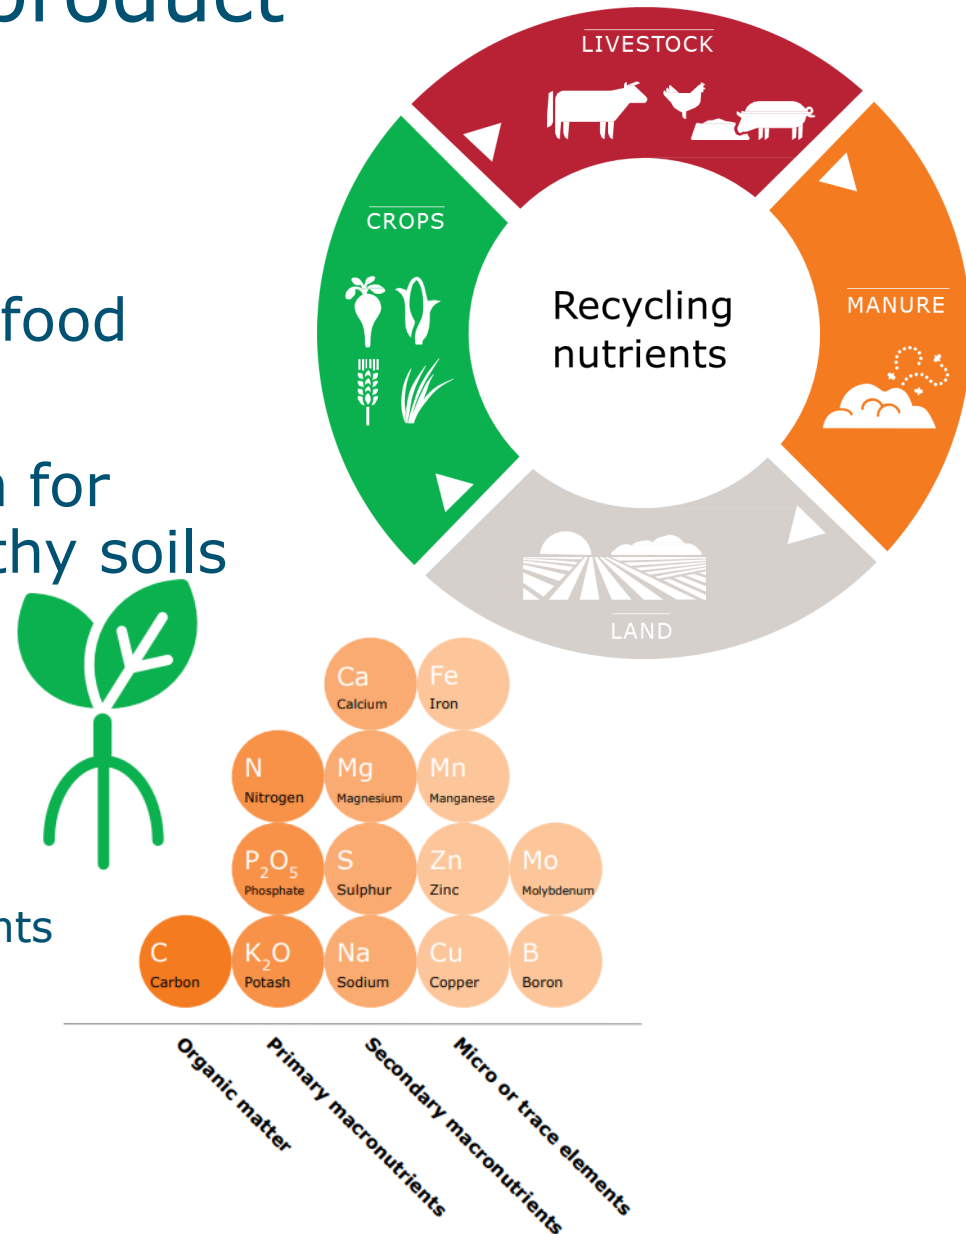 product
LIVESTOCK
CROPS
Recycling
nutrients
MANURE
food
for
thy soils
LAND
Ca
Calcium
Fe
Iron
N
Nitrogen
Mg
Magnesium
Mn
Manganese
P2O5
Phosphate
S
Sulphur
Zn
Zinc
Mo
Molybdenum
nts
C
Carbon
K2O
Potash
Na
Sodium
Cu
Copper
B
Boron
Organic matter
Primary macronutrients
Secondary macronutrients
Micro or trace elements